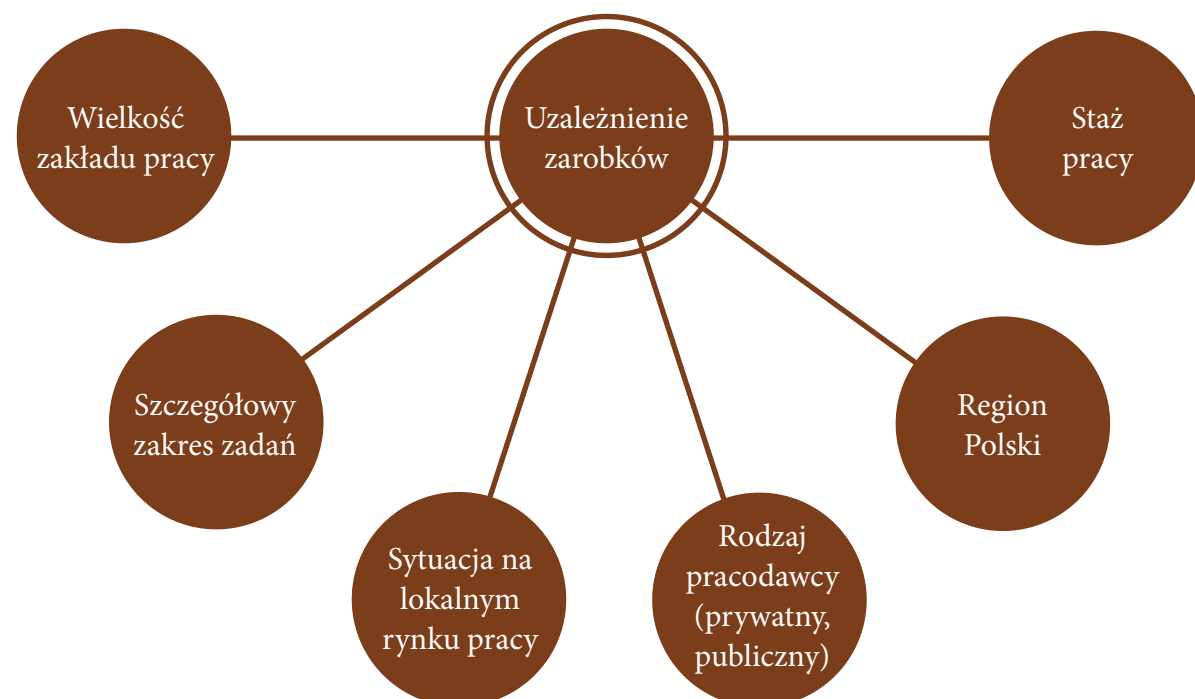 Wielkość
zakładu pracy
Uzależnienie
zarobków
Staż
pracy
Szczegółowy
zakres zadań
Region
Polski
Sytuacja na
lokalnym
rynku pracy
Rodzaj
pracodawcy
(prywatny,
publiczny)